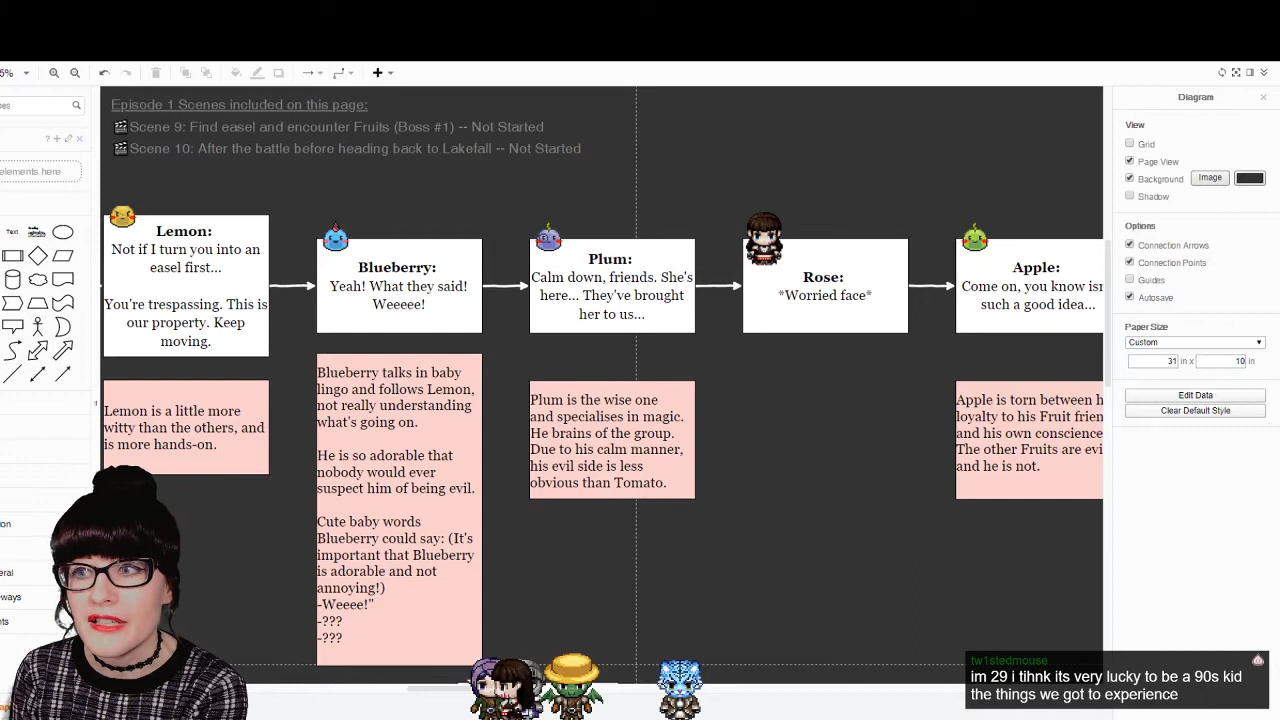 5%
Diagram
Episode 1 Scenes included on this page:
Scene 9: Find easel and encounter Fruits (Boss #1) -- Not Started
Scene 10: After the battle before heading back to Lakefall -- Not Started
elements here
Text
Lemon:
Not if I turn you into an
easel first...
You're trespassing. This is
our property. Keep
moving.
Blueberry:
Yeah! What they said!
Weeeee!
Plum:
Calm down, friends. She's
here... They've brought
her to us...
Rose:
*Worried face*
Apple:
Come on, you know isn
such a good idea...
Lemon is a little more
witty than the others, and
is more hands-on.
Blueberry talks in baby
lingo and follows Lemon,
not really understanding
what's going on.
He is so adorable that
nobody would ever
suspect him of being evil.
Cute baby words
Blueberry could say: (It's
important that Blueberry
is adorable and not
annoying!)
-Weeee!"
-???
-???
Plum is the wise one
and specialises in magic.
He brains of the group.
Due to his calm manner,
his evil side is less
obvious than Tomato.
Apple is torn between h
loyalty to his Fruit frien
and his own conscience
The other Fruits are evi
and he is not.
View
Grid
Page View
Background
Image
Shadow
Options
Connection Arrows
Connection Points
Guides
Autosave
Paper Size
Custom
31 in x 10 in
Edit Data
Clear Default Style
tw1stedmouse
im 29 i tihnk its very lucky to be a 90s kid
the things we got to experience